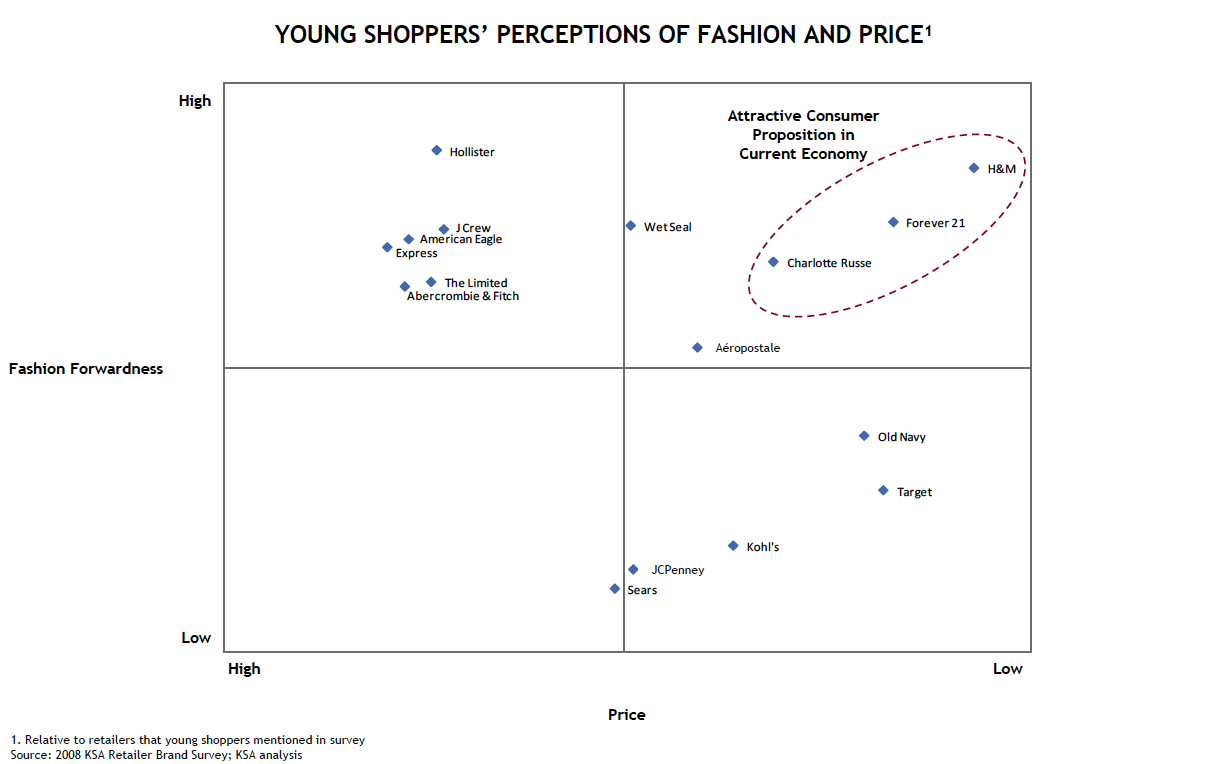 YOUNG SHOPPERS’ PERCEPTIONS OF FASHION AND PRICE¹
High
Attractive Consumer
Proposition in
Current Economy
Hollister
H&M
J Crew
Wet Seal
Forever 21
American Eagle
Express
Charlotte Russe
The Limited
Abercrombie & Fitch
Aéropostale
Fashion Forwardness
Old Navy
Target
Kohl's
JCPenney
Sears
Low
High
Low
Price
1. Relative to retailers that young shoppers mentioned in survey
Source: 2008 KSA Retailer Brand Survey; KSA analysis